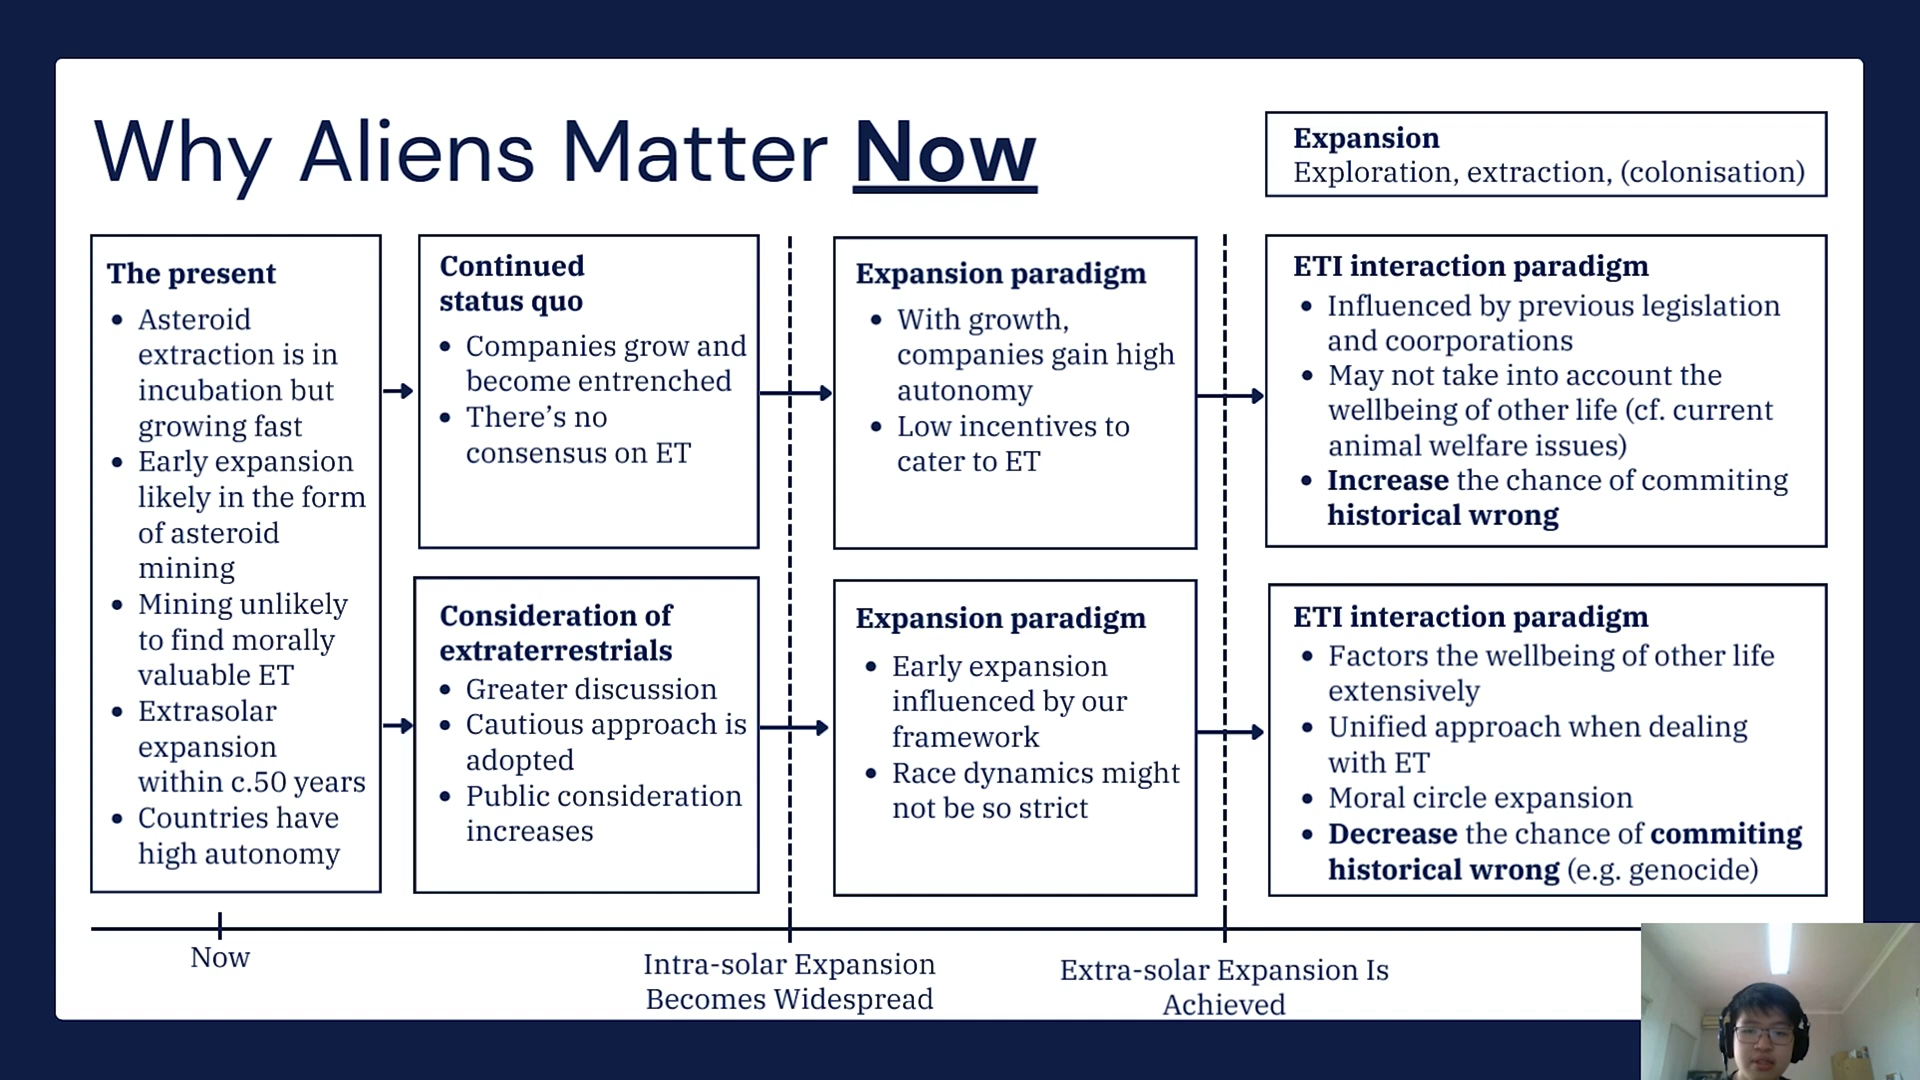 Why Aliens Matter Now
Expansion
Exploration, extraction, (colonisation)
The present
• Asteroid
extraction is in
incubation but
growing fast
• Early expansion
likely in the form
of asteroid
mining
• Mining unlikely
to find morally
valuable ET
• Extrasolar
expansion
within c.50 years
• Countries have
high autonomy
Continued
status quo
• Companies grow and
become entrenched
• There’s no
consensus on ET
Expansion paradigm
• With growth,
companies gain high
autonomy
• Low incentives to
cater to ET
ETI interaction paradigm
• Influenced by previous legislation
and coorporations
• May not take into account the
wellbeing of other life (cf. current
animal welfare issues)
• Increase the chance of commiting
historical wrong
Consideration of
extraterrestrials
• Greater discussion
• Cautious approach is
adopted
• Public consideration
increases
Expansion paradigm
• Early expansion
influenced by our
framework
• Race dynamics might
not be so strict
ETI interaction paradigm
• Factors the wellbeing of other life
extensively
• Unified approach when dealing
with ET
• Moral circle expansion
• Decrease the chance of commiting
historical wrong (e.g. genocide)
Now
Intra-solar Expansion
Becomes Widespread
Extra-solar Expansion Is
Achieved